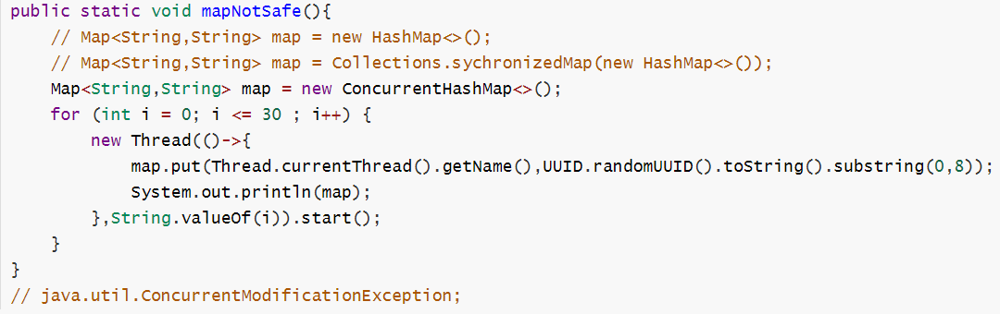 public static void mapNotSafe(){
    // Map<String,String> map = new HashMap<>();
    // Map<String,String> map = Collections.sychronizedMap(new HashMap<>());
    Map<String,String> map = new ConcurrentHashMap<>();
    for (int i = 0; i <= 30 ; i++) {
        new Thread(()->{
            map.put(Thread.currentThread().getName(),UUID.randomUUID().toString().substring(0,8));
            System.out.println(map);
        },String.valueOf(i)).start();
    }
}
// java.util.ConcurrentModificationException;